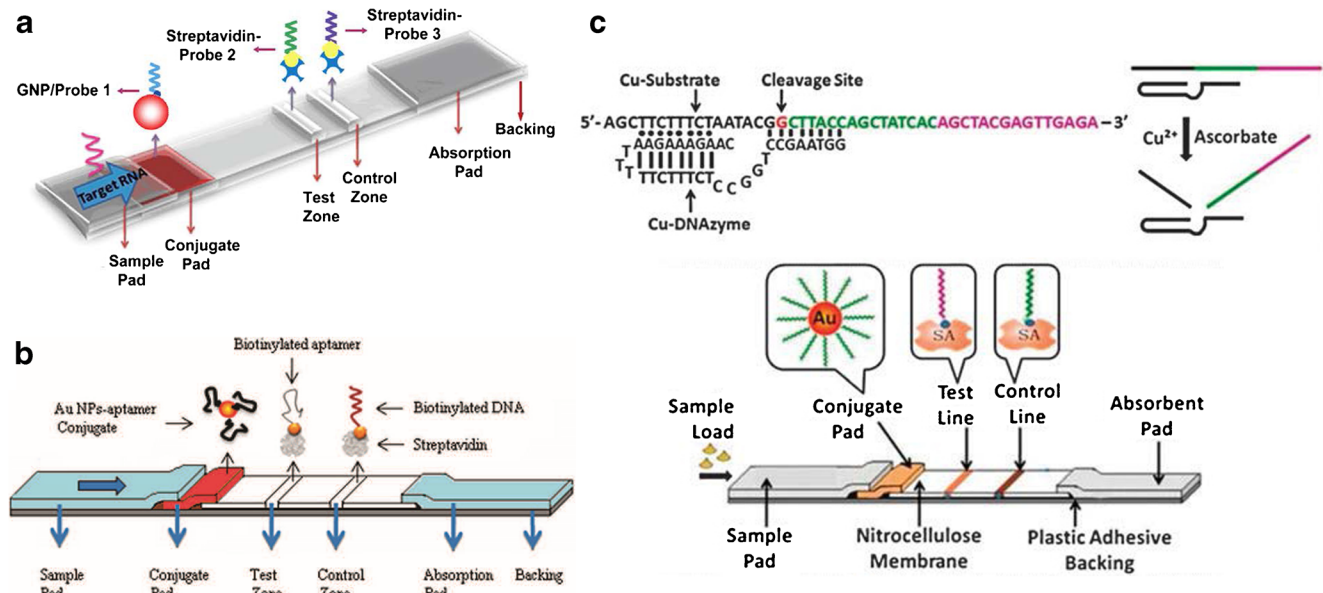 a
Streptavidin-
Probe 2
Streptavidin-
Probe 3
GNP/Probe 1
Target RNA
Backing
Absorption
Pad
Control
Zone
Test
Zone
Conjugate
Pad
Sample
Pad
b
Biotinylated aptamer
Au NPs-aptamer
Conjugate
Biotinylated DNA
Streptavidin
Sample
Pad
Conjugate
Pad
Test
Zone
Control
Zone
Absorption
Pad
Backing
c
Cu-Substrate
Cleavage Site
5'- AGCTTCTTTCTAATACGGCTTACCAGCTATCACAGCTACGAGTTGAGA – 3'
AAGAAAGAAC
CCGAATGG
T
T
T
T
TTCTTTCT
C
C
G
G
T
Cu-DNAzyme
Cu²⁺
Ascorbate
Au
SA
SA
Sample
Load
Conjugate
Pad
Test
Line
Control
Line
Absorbent
Pad
Sample
Pad
Nitrocellulose
Membrane
Plastic Adhesive
Backing